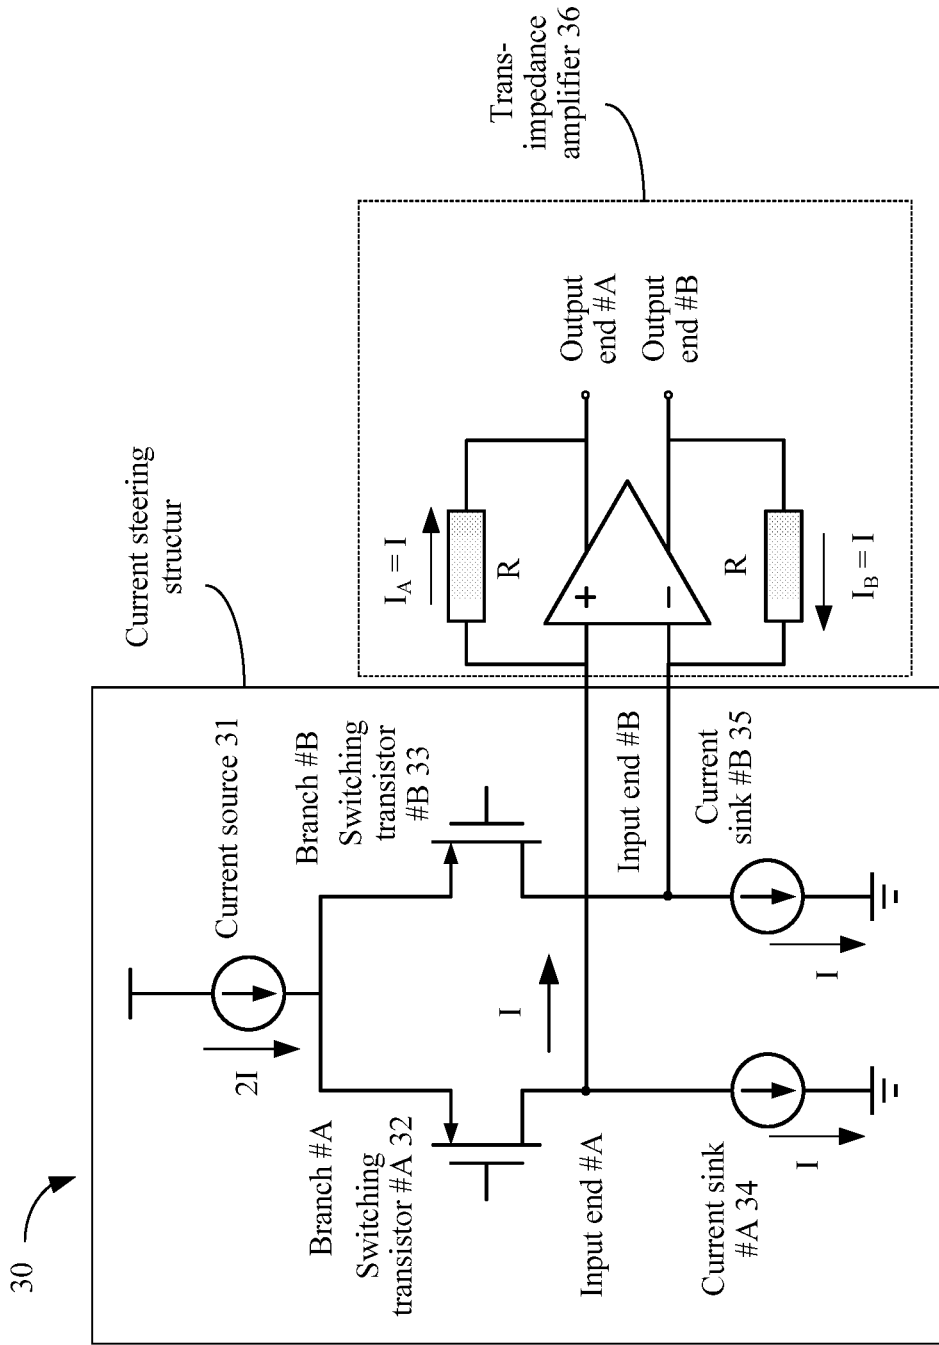 30
Current steering
structur
Current source 31
2I
Branch #A
Switching
transistor #A 32
Branch #B
Switching
transistor
#B 33
I
Input end #A
Input end #B
Current sink
#A 34
I
Current
sink #B 35
I
I_A = I
R
+
−
R
I_B = I
Output
end #A
Output
end #B
Trans-
impedance
amplifier 36